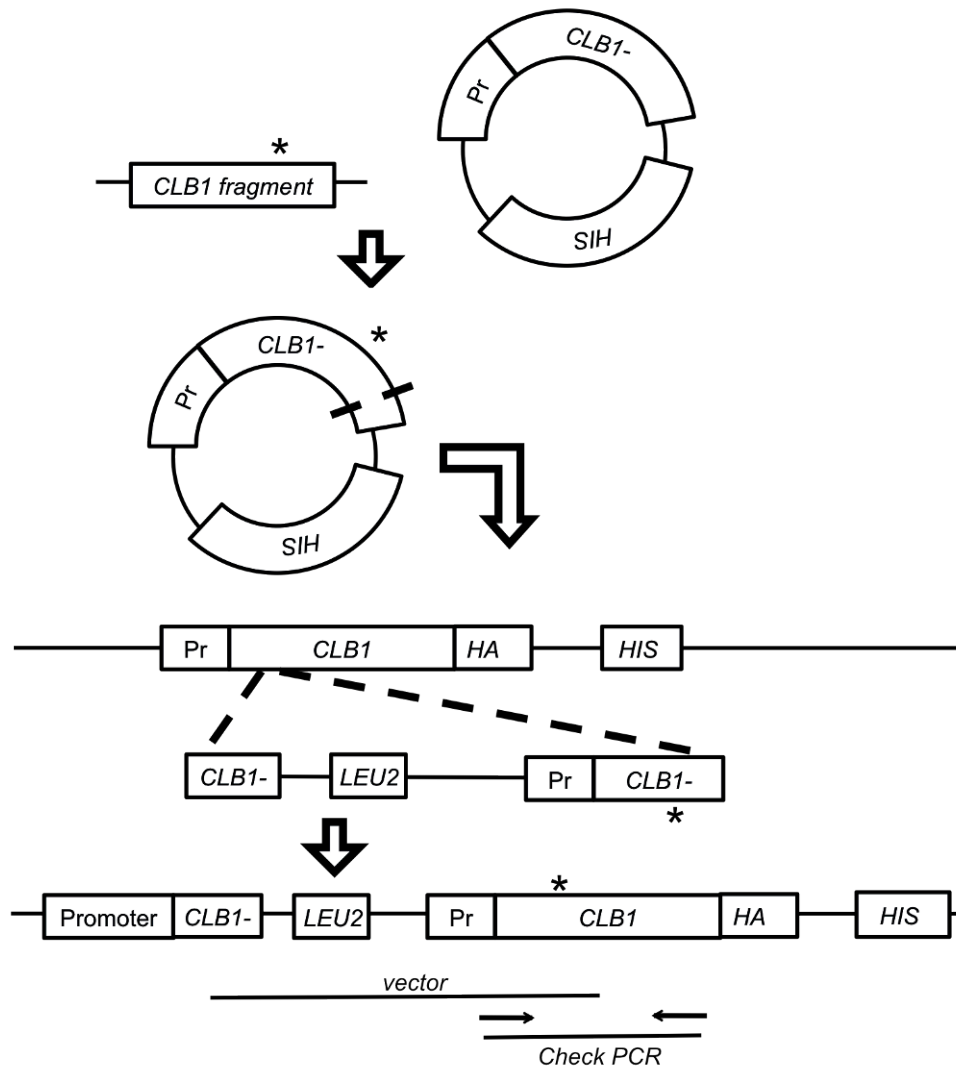 CLB1-
Pr
*
CLB1 fragment
SIH
*
CLB1-
Pr
SIH
Pr CLB1 HA HIS
CLB1- LEU2 Pr CLB1-
*
*
Promoter CLB1- LEU2 Pr CLB1 HA HIS
vector
Check PCR